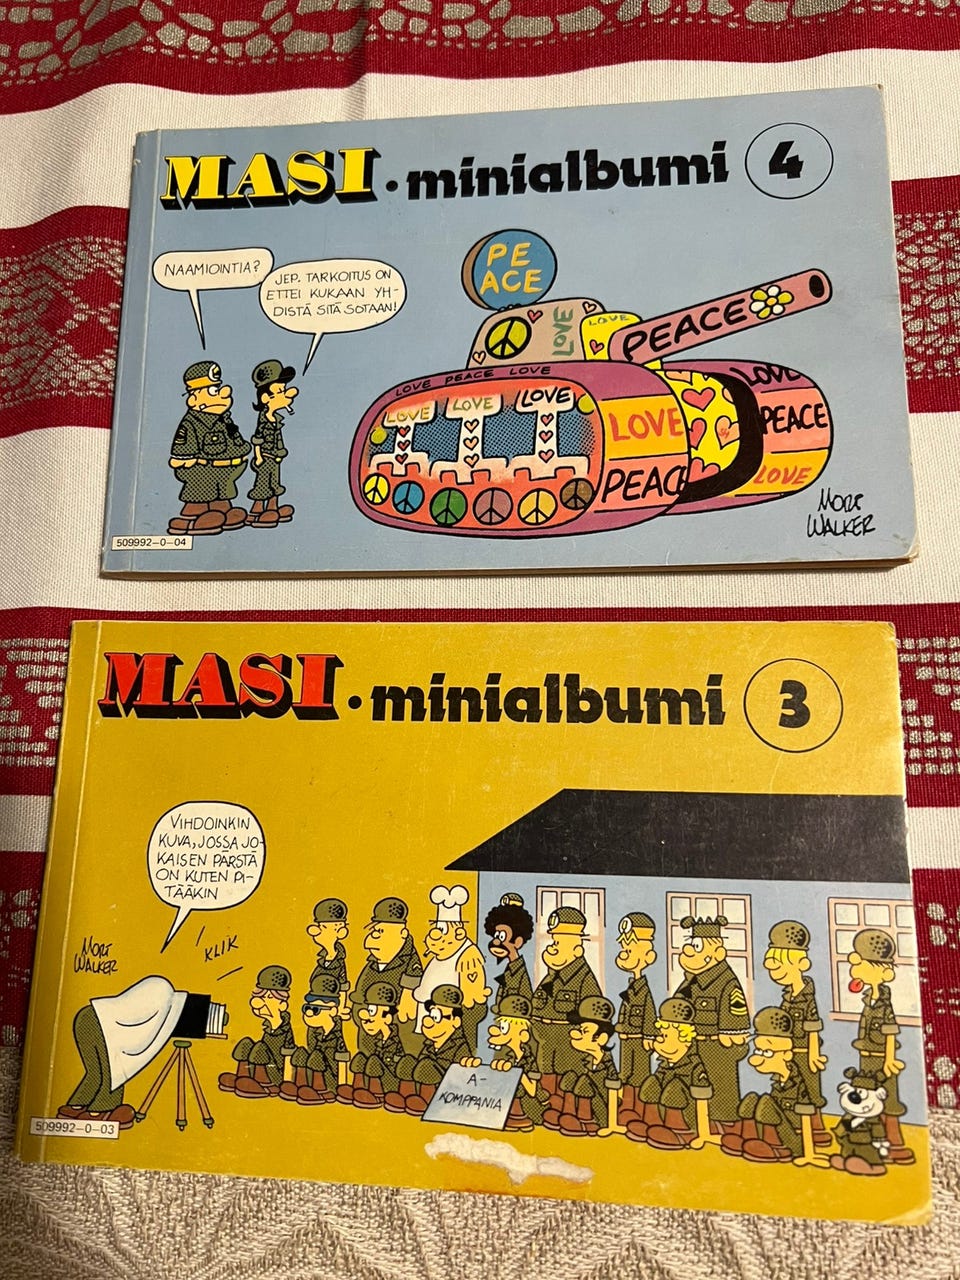 MASI • minialbumi 4
NAAMIOINTIA?
JEP. TARKOITUS ON
ETTEI KUKAAN YH-
DISTÄ SITÄ SOTAAN!
PE
ACE
LOVE
LOVE
PEACE
LOVE PEACE LOVE
LOVE LOVE LOVE
LOVE
PEACE
LOVE
PEACE
LOVE
MORT
WALKER
509992-0-04
MASI • minialbumi 3
VIHDOINKIN
KUVA, JOSSA JO-
KAISEN PÄRSTÄ
ON KUTEN PI-
TÄÄKIN
MORT
WALKER
KLIK
A-
KOMPPANIA
509992-0-03